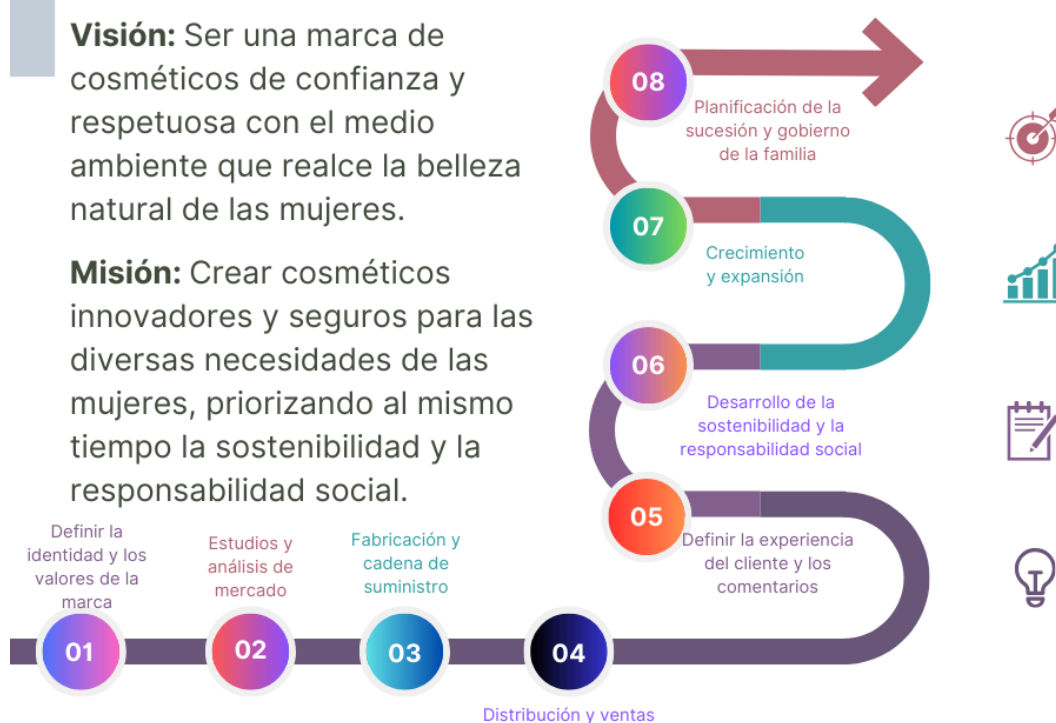 Visión: Ser una marca de
cosméticos de confianza y
respetuosa con el medio
ambiente que realce la belleza
natural de las mujeres.
Misión: Crear cosméticos
innovadores y seguros para las
diversas necesidades de las
mujeres, priorizando al mismo
tiempo la sostenibilidad y la
responsabilidad social.
Definir la
identidad y los
valores de la
marca
01
Estudios y
análisis de
mercado
02
Fabricación y
cadena de
suministro
03
04
Distribución y ventas
05
Definir la experiencia
del cliente y los
comentarios
06
Desarrollo de la
sostenibilidad y la
responsabilidad social
07
Crecimiento
y expansión
08
Planificación de la
sucesión y gobierno
de la familia